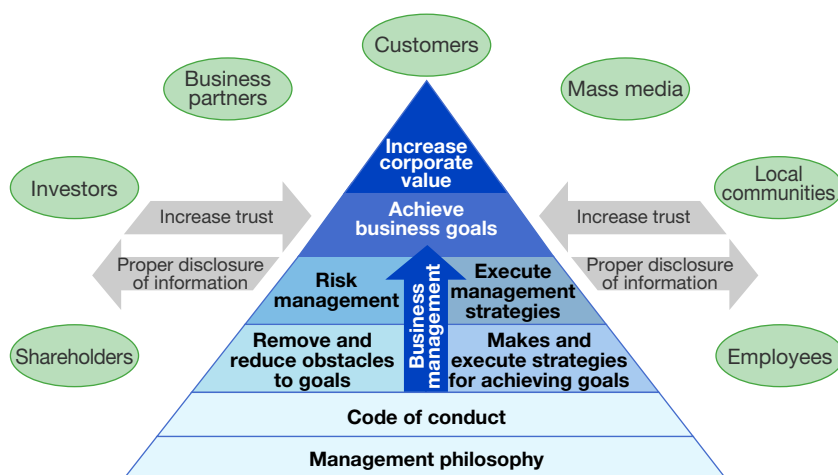 Customers
Business
partners
Mass media
Increase
corporate
value
Investors
Local
communities
Increase trust
Achieve
business goals
Increase trust
Proper disclosure
of information
Risk
management
Execute
management
strategies
Proper disclosure
of information
Business
management
Shareholders
Remove and
reduce obstacles
to goals
Makes and
execute strategies
for achieving goals
Employees
Code of conduct
Management philosophy